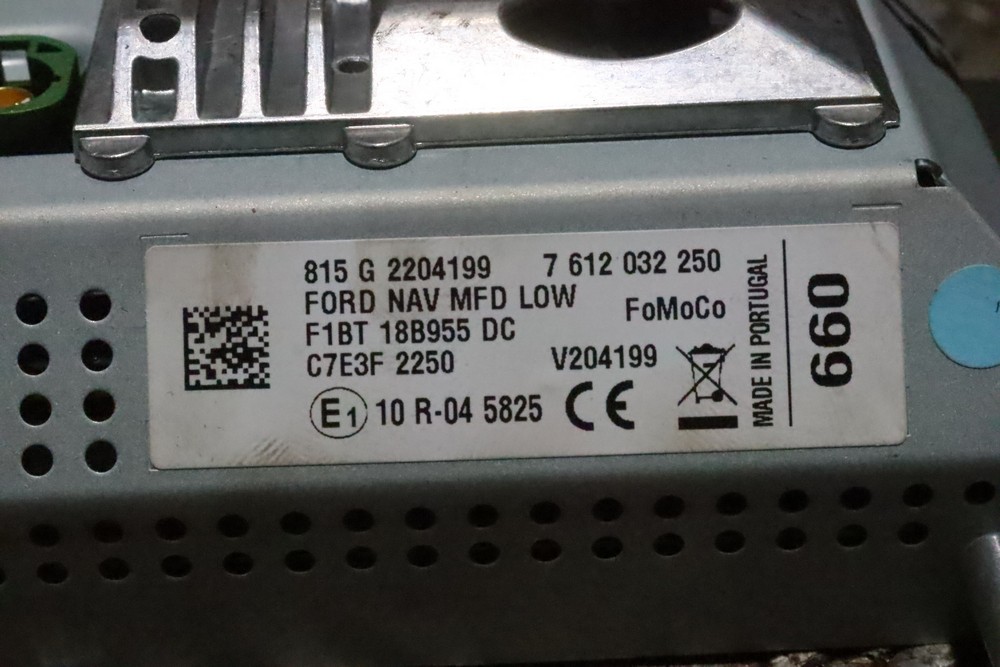 815 G 2204199 7 612 032 250
FORD NAV MFD LOW
FoMoCo
F1BT 18B955 DC
C7E3F 2250 V204199
E1 10 R-04 5825 CE
MADE IN PORTUGAL
660